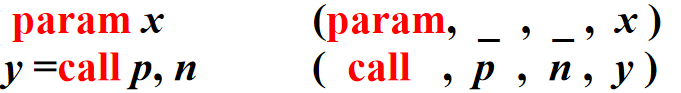 param x (param, _ , _ , x )
y =call p, n ( call , p , n , y )